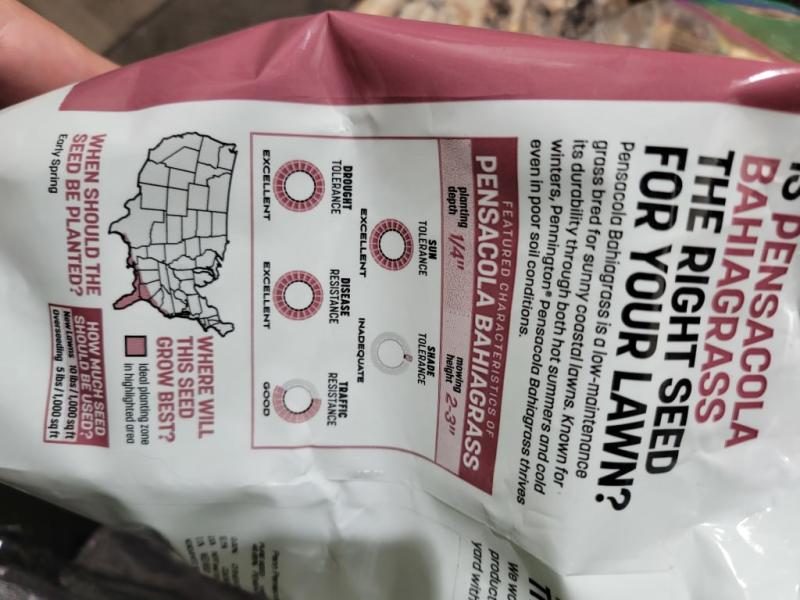 IS PENSACOLA
BAHIAGRASS
THE RIGHT SEED
FOR YOUR LAWN?
Pensacola Bahiagrass is a low-maintenance
grass bred for sunny coastal lawns. Known for
its durability through both hot summers and cold
winters, Pennington® Pensacola Bahiagrass thrives
even in poor soil conditions.
FEATURED CHARACTERISTICS OF
PENSACOLA BAHIAGRASS
planting depth 1/4"
mowing height 2-3"
SUN TOLERANCE
EXCELLENT
SHADE TOLERANCE
INADEQUATE
DROUGHT TOLERANCE
EXCELLENT
DISEASE RESISTANCE
EXCELLENT
TRAFFIC RESISTANCE
GOOD
WHERE WILL
THIS SEED
GROW BEST?
Ideal planting zone
in highlighted area
WHEN SHOULD THE
SEED BE PLANTED?
Early Spring
HOW MUCH SEED
SHOULD BE USED?
New Lawns 10 lbs / 1,000 sq ft
Overseeding 5 lbs / 1,000 sq ft
We
produc
yard with